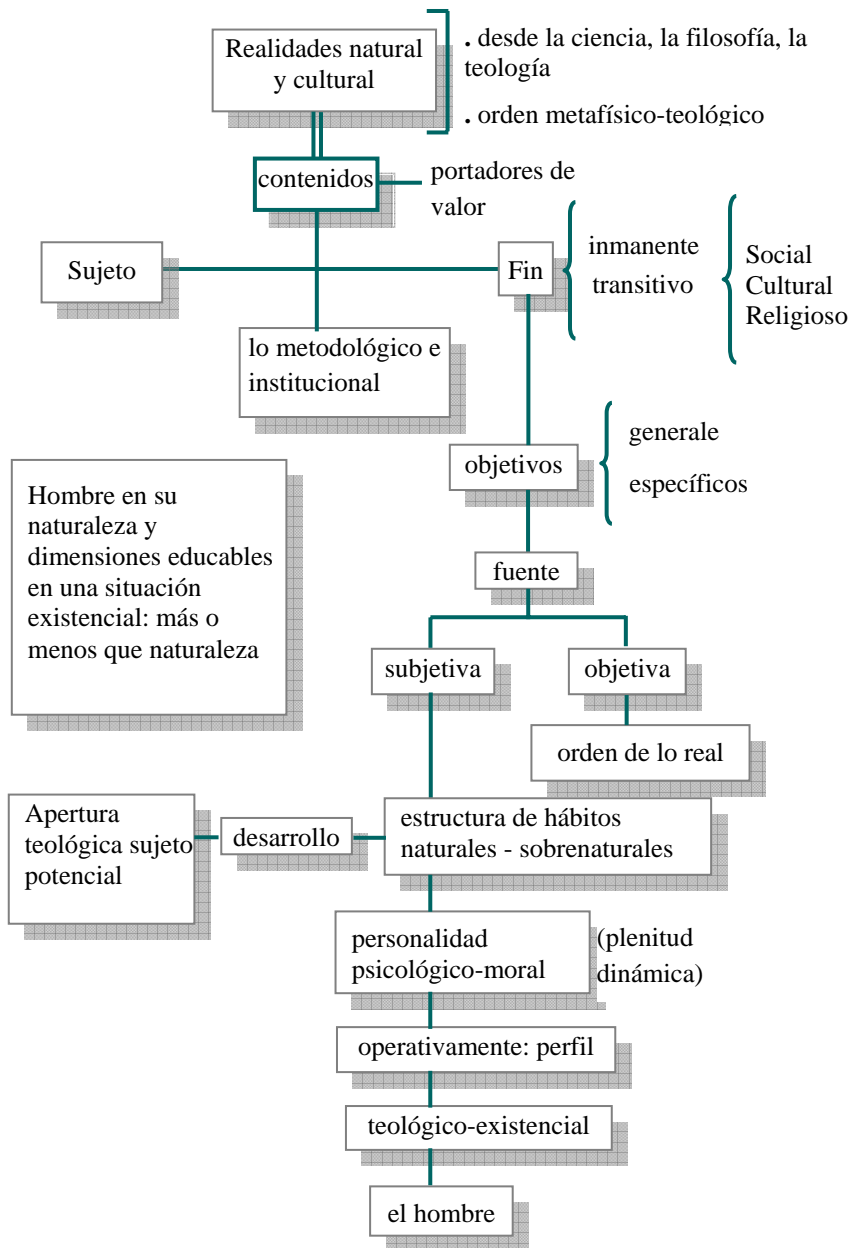 Realidades natural
y cultural
. desde la ciencia, la filosofía, la
teología
. orden metafísico-teológico
contenidos
portadores de
valor
Sujeto
Fin
inmanente
transitivo
Social
Cultural
Religioso
lo metodológico e
institucional
objetivos
generale
específicos
Hombre en su
naturaleza y
dimensiones educables
en una situación
existencial: más o
menos que naturaleza
fuente
subjetiva
objetiva
orden de lo real
Apertura
teológica sujeto
potencial
desarrollo
estructura de hábitos
naturales - sobrenaturales
personalidad
psicológico-moral
(plenitud
dinámica)
operativamente: perfil
teológico-existencial
el hombre